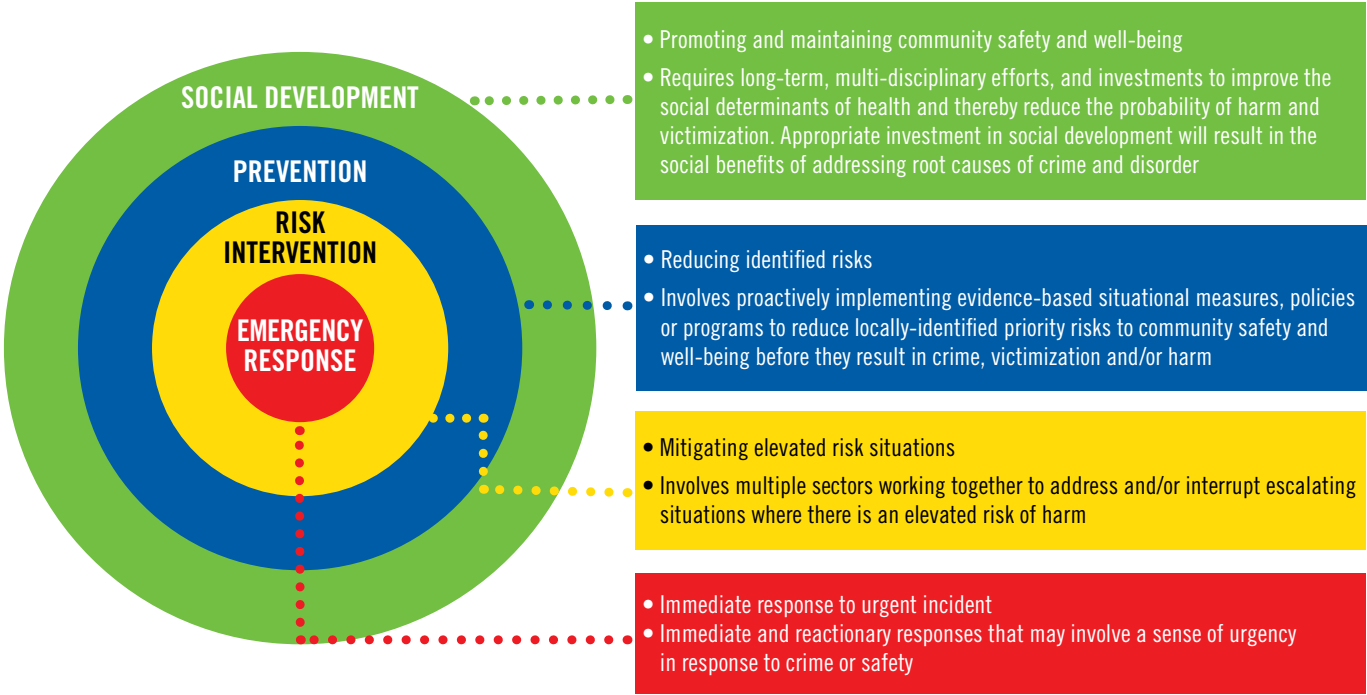 SOCIAL DEVELOPMENT
PREVENTION
RISK
INTERVENTION
EMERGENCY
RESPONSE
• Promoting and maintaining community safety and well-being
• Requires long-term, multi-disciplinary efforts, and investments to improve the
social determinants of health and thereby reduce the probability of harm and
victimization. Appropriate investment in social development will result in the
social benefits of addressing root causes of crime and disorder
• Reducing identified risks
• Involves proactively implementing evidence-based situational measures, policies
or programs to reduce locally-identified priority risks to community safety and
well-being before they result in crime, victimization and/or harm
• Mitigating elevated risk situations
• Involves multiple sectors working together to address and/or interrupt escalating
situations where there is an elevated risk of harm
• Immediate response to urgent incident
• Immediate and reactionary responses that may involve a sense of urgency
in response to crime or safety